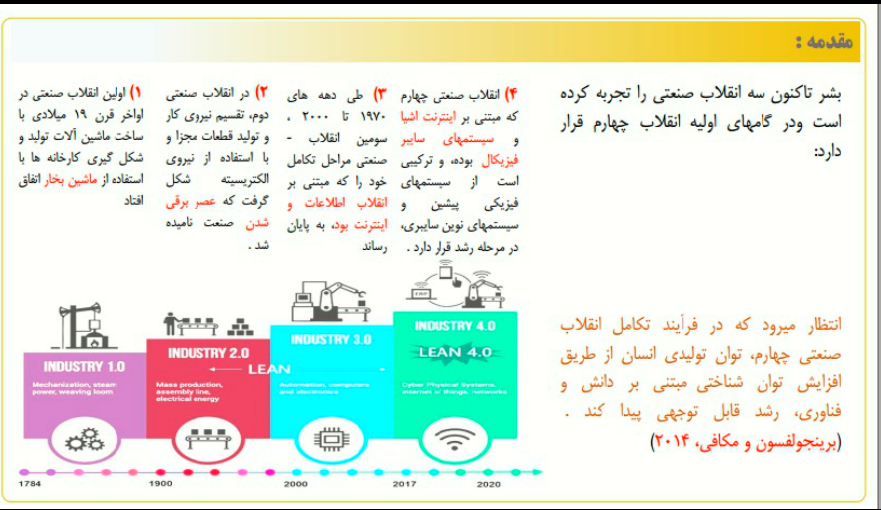 مقدمه :
بشر تاکنون سه انقلاب صنعتی را تجربه کرده
است ودر گامهای اولیه انقلاب چهارم قرار
دارد:
۱) اولین انقلاب صنعتی در
اواخر قرن ۱۹ میلادی با
ساخت ماشین آلات تولید و
شکل گیری کارخانه ها با
استفاده از ماشین بخار اتفاق
افتاد
۲) در انقلاب صنعتی
دوم، تقسیم نیروی کار
و تولید قطعات مجزا و
با استفاده از نیروی
الکتریسیته شکل
گرفت که عصر برقی
شدن صنعت نامیده
شد .
۳) طی دهه های
۱۹۷۰ تا ۲۰۰۰ ،
سومین انقلاب -
صنعتی مراحل تکامل
خود را که مبتنی بر
انقلاب اطلاعات و
اینترنت بود، به پایان
رساند
۴) انقلاب صنعتی چهارم
که مبتنی بر اینترنت اشیا
و سیستمهای سایبر
فیزیکال بوده، و ترکیبی
است از سیستمهای
فیزیکی پیشین و
سیستمهای نوین سایبری،
در مرحله رشد قرار دارد .
انتظار میرود که در فرآیند تکامل انقلاب
صنعتی چهارم، توان تولیدی انسان از طریق
افزایش توان شناختی مبتنی بر دانش و
فناوری، رشد قابل توجهی پیدا کند .
(برینجولفسون و مکافی، ۲۰۱۴)
INDUSTRY 1.0
Mechanization, steam
power, weaving loom
INDUSTRY 2.0
Mass production,
assembly line,
electrical energy
LEAN
INDUSTRY 3.0
Automation, computers
and electronics
INDUSTRY 4.0
LEAN 4.0
Cyber Physical Systems,
internet of things, networks
1784
1900
2000
2017
2020